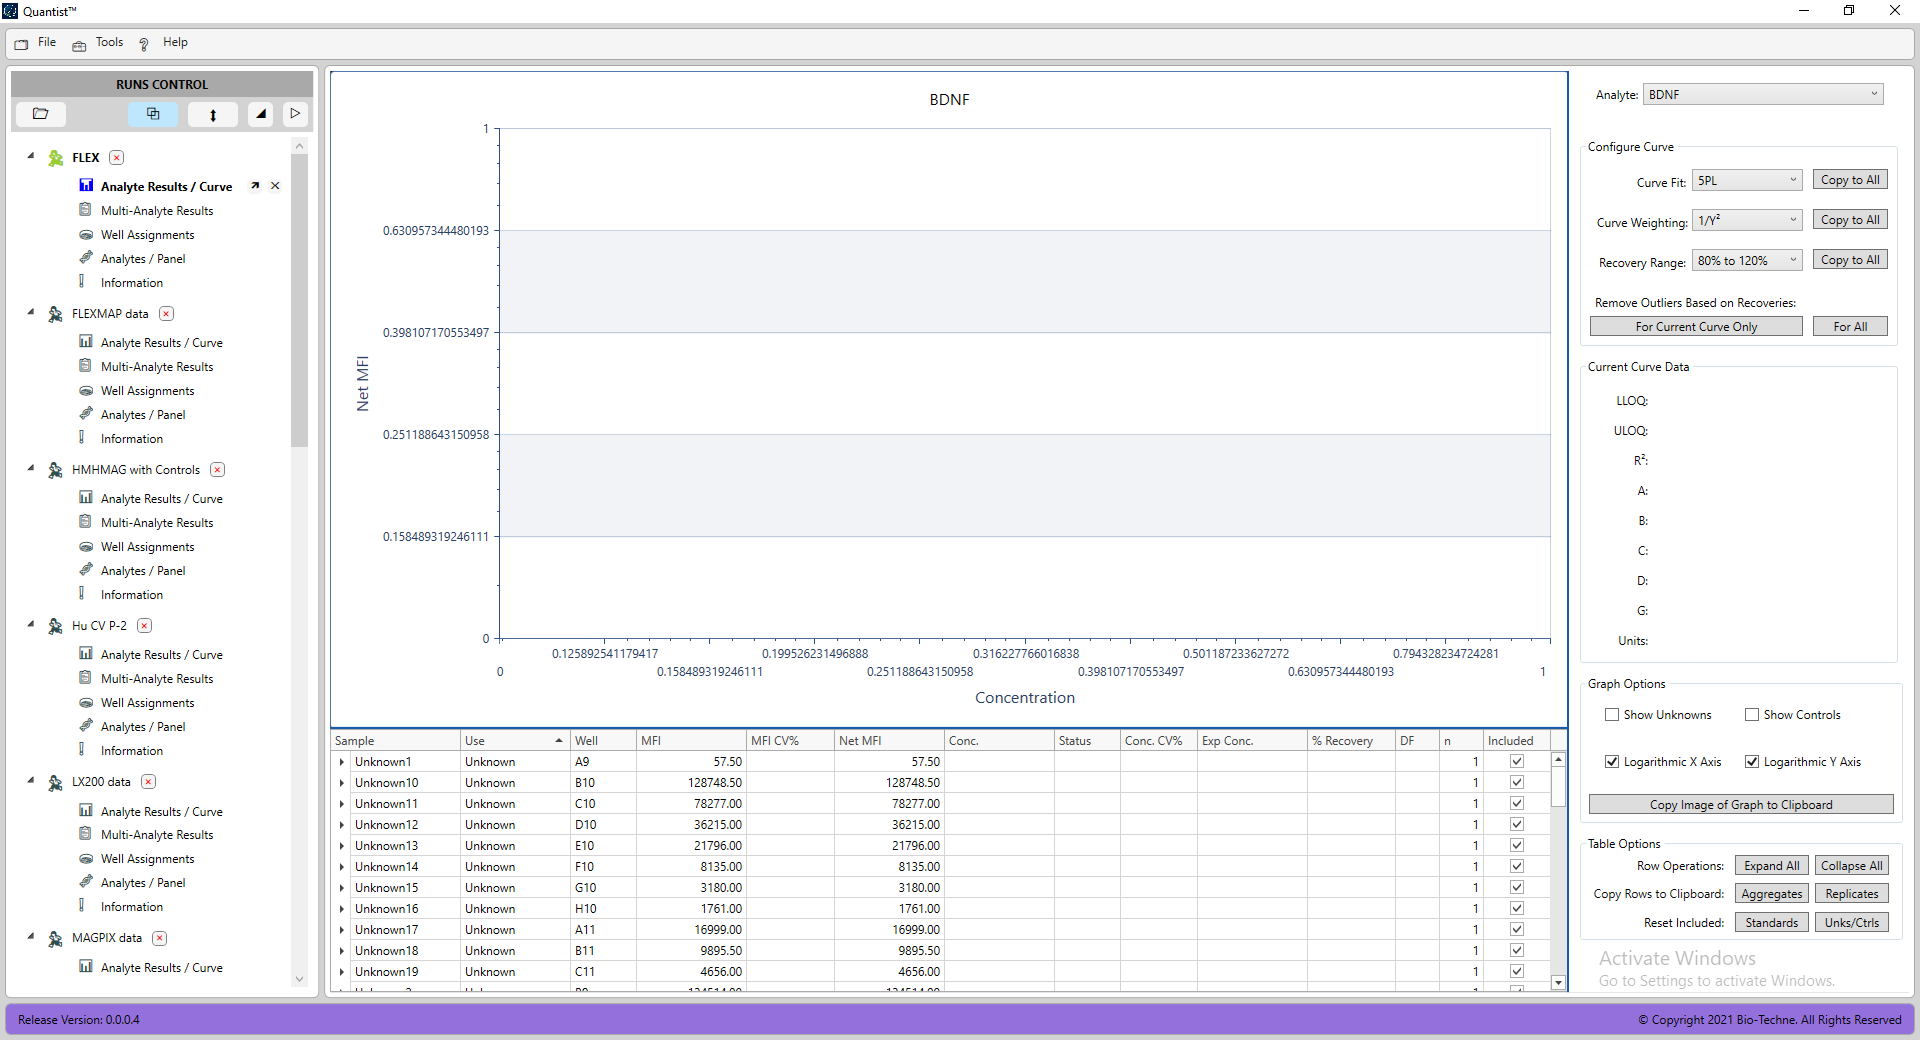 Quantist™
File Tools Help
RUNS CONTROL
FLEX
Analyte Results / Curve
Multi-Analyte Results
Well Assignments
Analytes / Panel
Information
FLEXMAP data
Analyte Results / Curve
Multi-Analyte Results
Well Assignments
Analytes / Panel
Information
HMHMAG with Controls
Analyte Results / Curve
Multi-Analyte Results
Well Assignments
Analytes / Panel
Information
Hu CV P-2
Analyte Results / Curve
Multi-Analyte Results
Well Assignments
Analytes / Panel
Information
LX200 data
Analyte Results / Curve
Multi-Analyte Results
Well Assignments
Analytes / Panel
Information
MAGPIX data
Analyte Results / Curve
BDNF
Net MFI
1
0.630957344480193
0.398107170553497
0.251188643150958
0.158489319246111
0
0.125892541179417 0.199526231496888 0.316227766016838 0.501187233627272 0.794328234724281
0 0.158489319246111 0.251188643150958 0.398107170553497 0.630957344480193 1
Concentration
Sample Use Well MFI MFI CV% Net MFI Conc. Status Conc. CV% Exp Conc. % Recovery DF n Included
Unknown1 Unknown A9 57.50 57.50 1
Unknown10 Unknown B10 128748.50 128748.50 1
Unknown11 Unknown C10 78277.00 78277.00 1
Unknown12 Unknown D10 36215.00 36215.00 1
Unknown13 Unknown E10 21796.00 21796.00 1
Unknown14 Unknown F10 8135.00 8135.00 1
Unknown15 Unknown G10 3180.00 3180.00 1
Unknown16 Unknown H10 1761.00 1761.00 1
Unknown17 Unknown A11 16999.00 16999.00 1
Unknown18 Unknown B11 9895.50 9895.50 1
Unknown19 Unknown C11 4656.00 4656.00 1
Analyte: BDNF
Configure Curve
Curve Fit: 5PL Copy to All
Curve Weighting: 1/Y² Copy to All
Recovery Range: 80% to 120% Copy to All
Remove Outliers Based on Recoveries:
For Current Curve Only For All
Current Curve Data
LLOQ:
ULOQ:
R²:
A:
B:
C:
D:
G:
Units:
Graph Options
Show Unknowns Show Controls
Logarithmic X Axis Logarithmic Y Axis
Copy Image of Graph to Clipboard
Table Options
Row Operations: Expand All Collapse All
Copy Rows to Clipboard: Aggregates Replicates
Reset Included: Standards Unks/Ctrls
Activate Windows
Go to Settings to activate Windows.
Release Version: 0.0.0.4
© Copyright 2021 Bio-Techne. All Rights Reserved